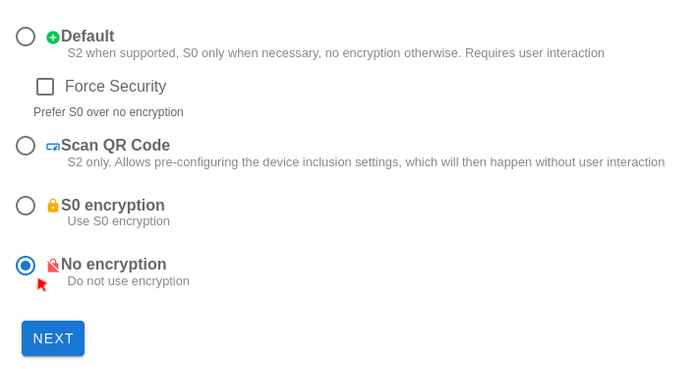 Default
S2 when supported, S0 only when necessary, no encryption otherwise. Requires user interaction
Force Security
Prefer S0 over no encryption
Scan QR Code
S2 only. Allows pre-configuring the device inclusion settings, which will then happen without user interaction
S0 encryption
Use S0 encryption
No encryption
Do not use encryption
NEXT